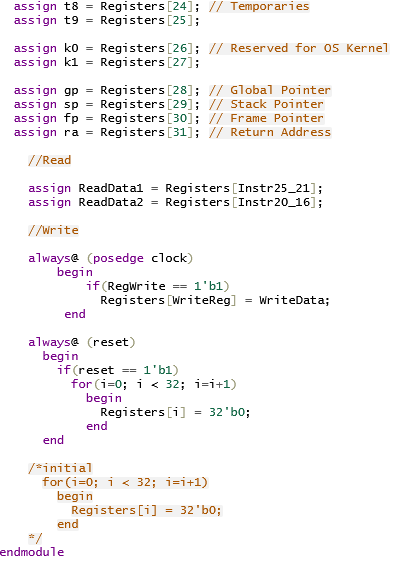 assign t8 = Registers[24]; // Temporaries
assign t9 = Registers[25];
assign k0 = Registers[26]; // Reserved for OS Kernel
assign k1 = Registers[27];
assign gp = Registers[28]; // Global Pointer
assign sp = Registers[29]; // Stack Pointer
assign fp = Registers[30]; // Frame Pointer
assign ra = Registers[31]; // Return Address
//Read
assign ReadData1 = Registers[Instr25_21];
assign ReadData2 = Registers[Instr20_16];
//Write
always@ (posedge clock)
begin
if(RegWrite == 1'b1)
Registers[WriteReg] = WriteData;
end
always@ (reset)
begin
if(reset == 1'b1)
for(i=0; i < 32; i=i+1)
begin
Registers[i] = 32'b0;
end
end
/*initial
for(i=0; i < 32; i=i+1)
begin
Registers[i] = 32'b0;
end
*/
endmodule